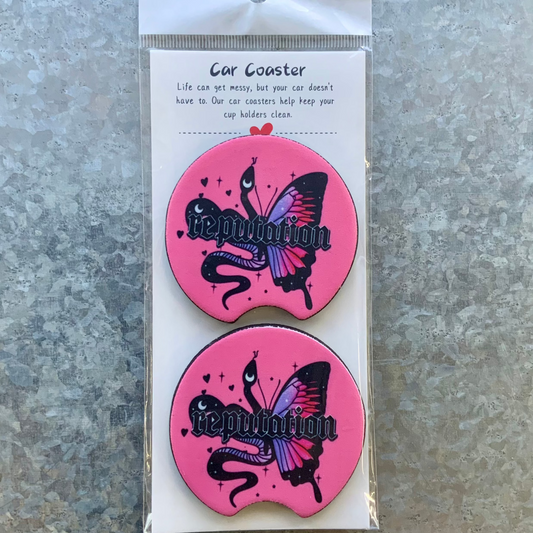 Car Coaster
Life can get messy, but your car doesn't
have to. Our car coasters help keep your
cup holders clean.
reputation
reputation